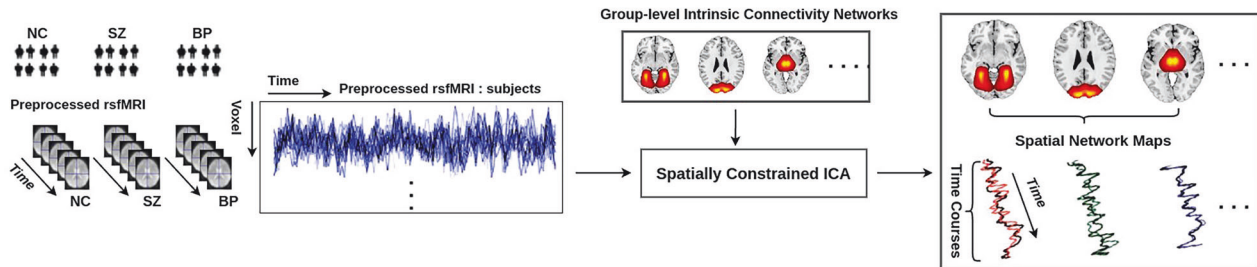 NC SZ BP
Preprocessed rsfMRI
Time
NC SZ BP
Time
Preprocessed rsfMRI : subjects
Voxel
Group-level Intrinsic Connectivity Networks
Spatially Constrained ICA
Spatial Network Maps
Time Courses
Time